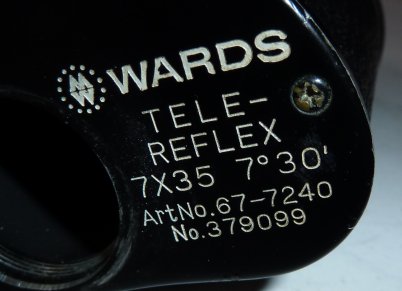 WARDS
TELE-
REFLEX
7X35 7°30'
ArtNo.67-7240
No.379099